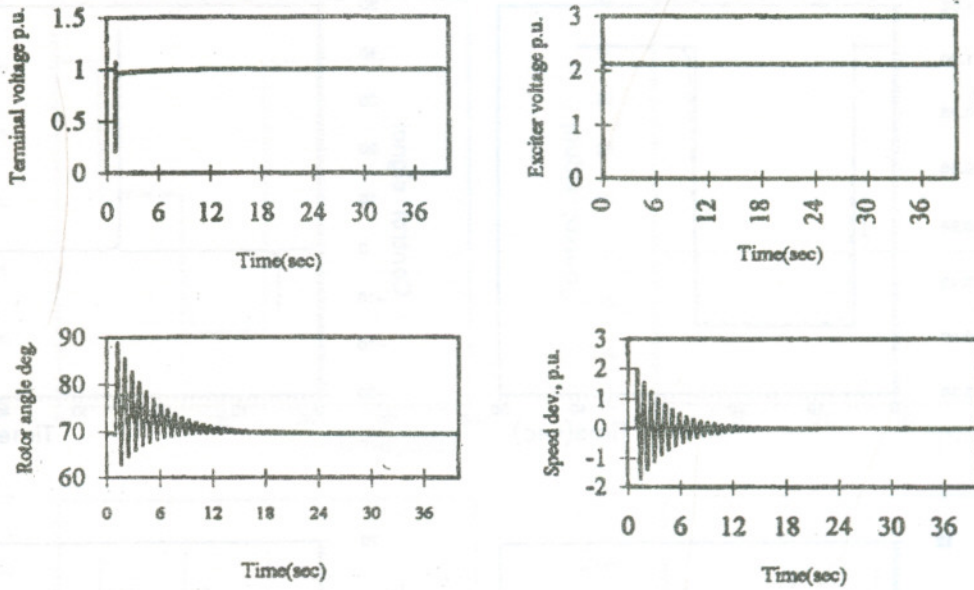 Terminal voltage p.u.
1.5
1
0.5
0
0 6 12 18 24 30 36
Time(sec)
Exciter voltage p.u.
3
2
1
0
0 6 12 18 24 30 36
Time(sec)
Rotor angle deg.
90
80
70
60
0 6 12 18 24 30 36
Time(sec)
Speed dev., p.u.
3
2
1
0
-1
-2
0 6 12 18 24 30 36
Time(sec)